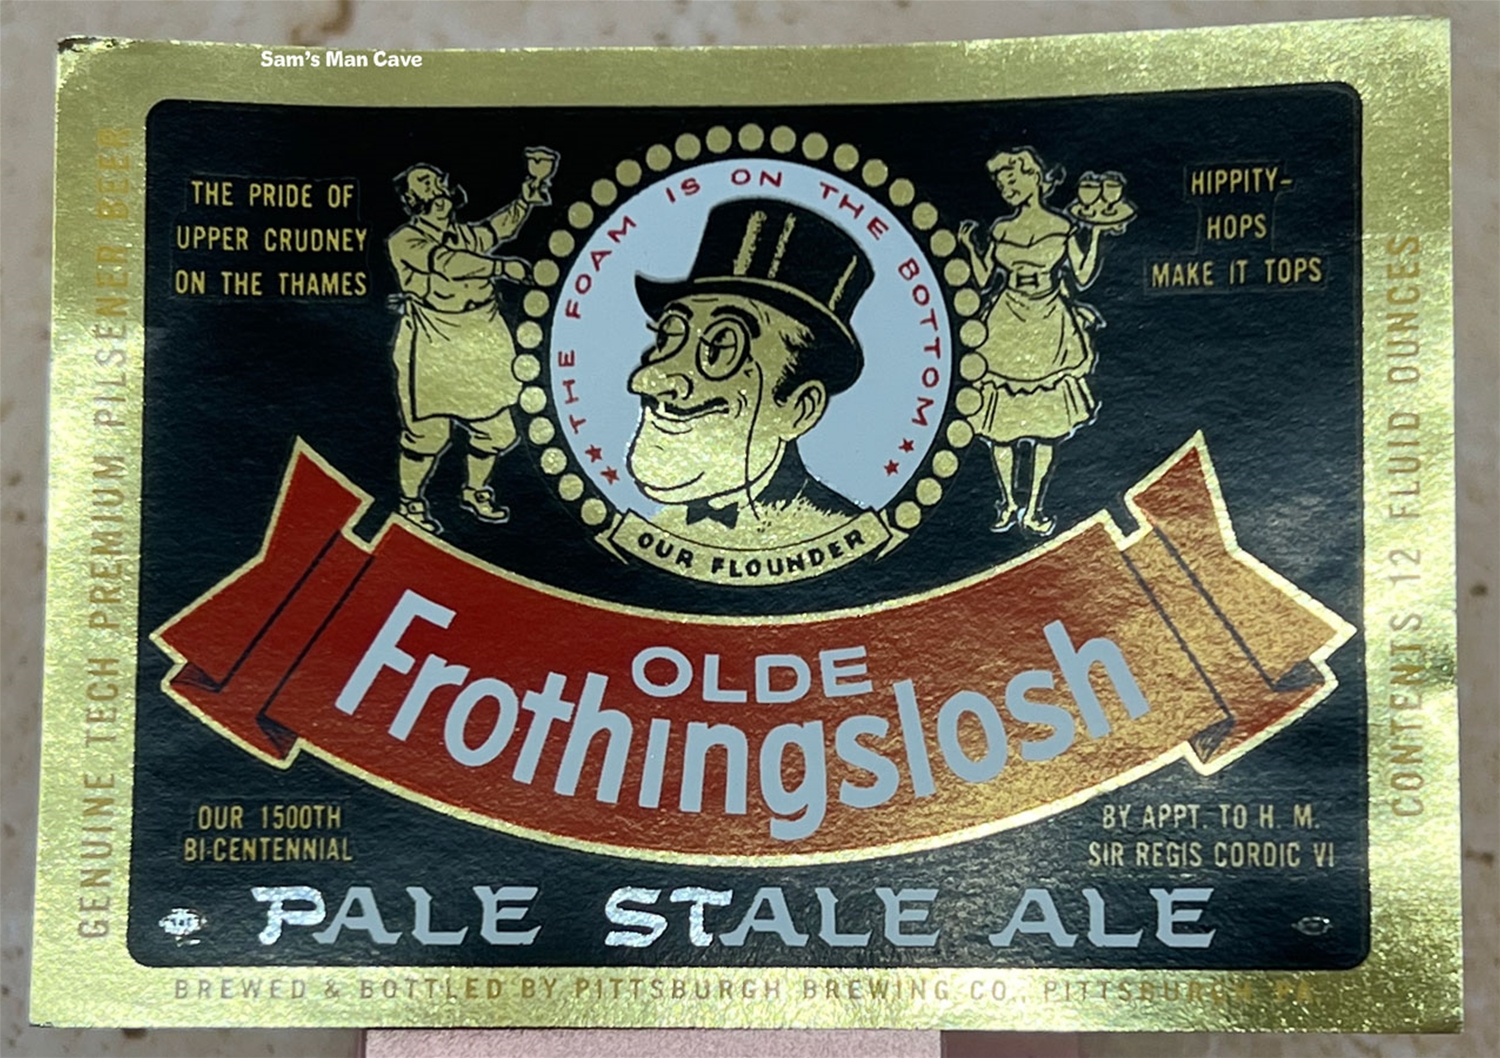 Sam's Man Cave
THE PRIDE OF
UPPER CRUDNEY
ON THE THAMES
THE FOAM IS ON THE BOTTOM
HIPPITY-
HOPS
MAKE IT TOPS
OUR FLOUNDER
OLDE
Frothingslosh
OUR 1500TH
BI-CENTENNIAL
BY APPT. TO H. M.
SIR REGIS CORDIC VI
PALE STALE ALE
GENUINE TECH PREMIUM PILSENER BEER
CONTENTS 12 FLUID OUNCES
BREWED & BOTTLED BY PITTSBURGH BREWING CO., PITTSBURGH PA